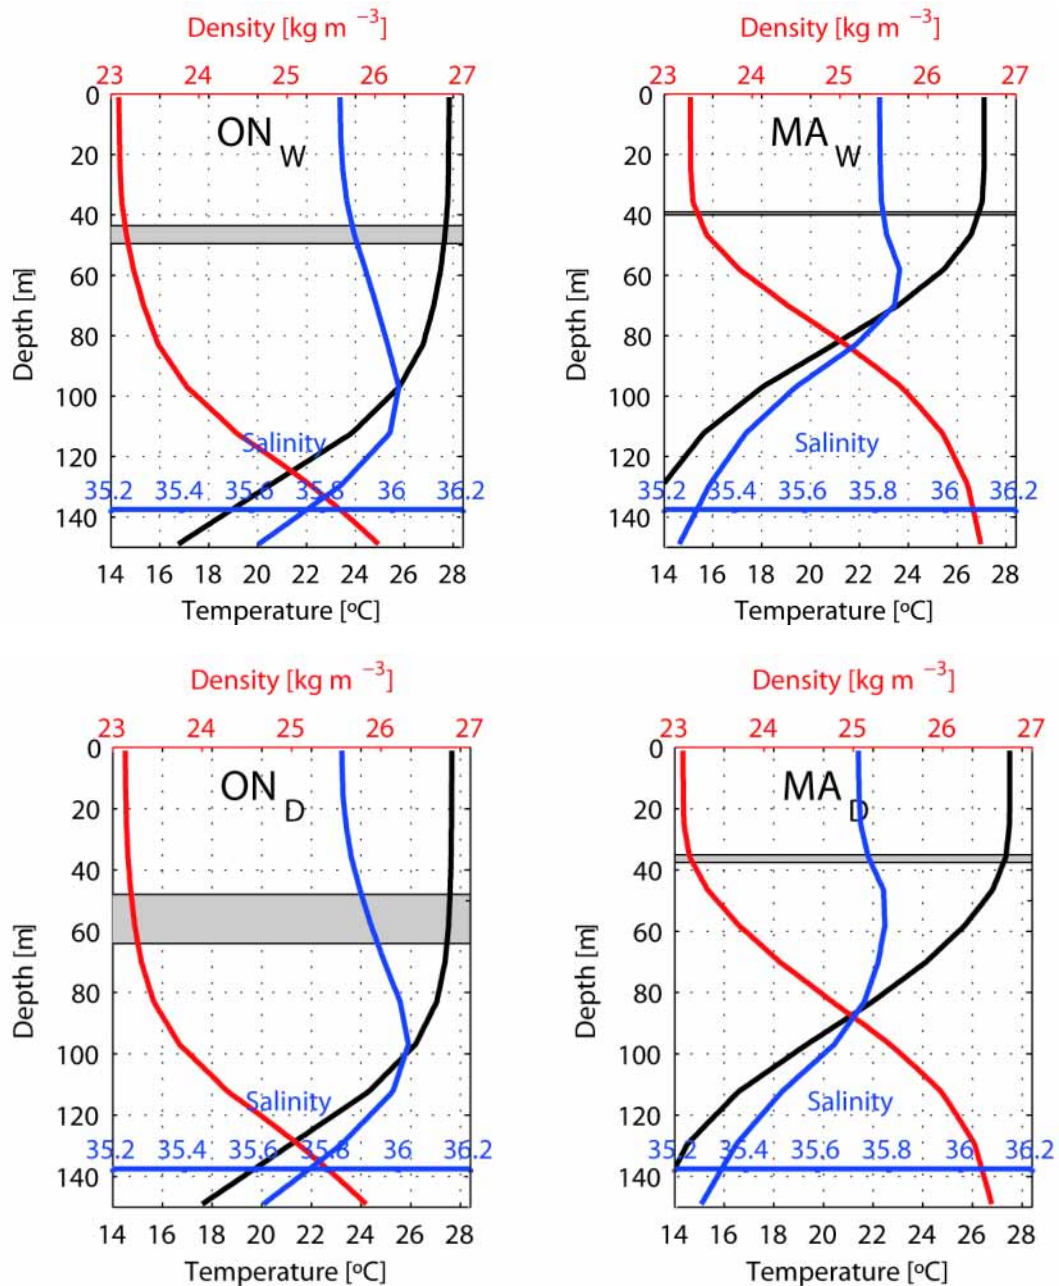 Density [kg m −3]
23 24 25 26 27
ON W
Depth [m]
0
20
40
60
80
100
120
140
Salinity
35.2 35.4 35.6 35.8 36 36.2
14 16 18 20 22 24 26 28
Temperature [ºC]
Density [kg m −3]
23 24 25 26 27
MA W
Depth [m]
0
20
40
60
80
100
120
140
Salinity
35.2 35.4 35.6 35.8 36 36.2
14 16 18 20 22 24 26 28
Temperature [ºC]
Density [kg m −3]
23 24 25 26 27
ON D
Depth [m]
0
20
40
60
80
100
120
140
Salinity
35.2 35.4 35.6 35.8 36 36.2
14 16 18 20 22 24 26 28
Temperature [ºC]
Density [kg m −3]
23 24 25 26 27
MA D
Depth [m]
0
20
40
60
80
100
120
140
Salinity
35.2 35.4 35.6 35.8 36 36.2
14 16 18 20 22 24 26 28
Temperature [ºC]